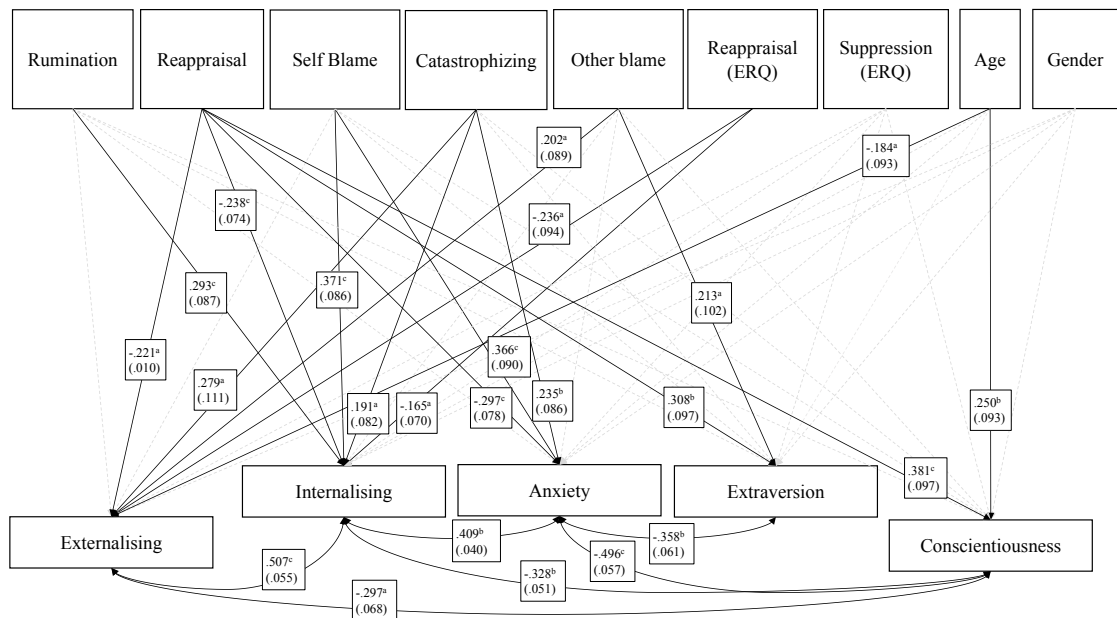 Rumination
Reappraisal
Self Blame
Catastrophizing
Other blame
Reappraisal
(ERQ)
Suppression
(ERQ)
Age
Gender
.202ᵃ
(.089)
-.184ᵃ
(.093)
-.238ᶜ
(.074)
-.236ᵃ
(.094)
.293ᶜ
(.087)
.371ᶜ
(.086)
.213ᵃ
(.102)
-.221ᵃ
(.010)
.279ᵃ
(.111)
.366ᶜ
(.090)
.191ᵃ
(.082)
-.165ᵃ
(.070)
-.297ᶜ
(.078)
.235ᵇ
(.086)
.308ᵇ
(.097)
.250ᵇ
(.093)
.381ᶜ
(.097)
Internalising
Anxiety
Extraversion
Externalising
Conscientiousness
.409ᵇ
(.040)
-.358ᵇ
(.061)
.507ᶜ
(.055)
-.496ᶜ
(.057)
-.328ᵇ
(.051)
-.297ᵃ
(.068)